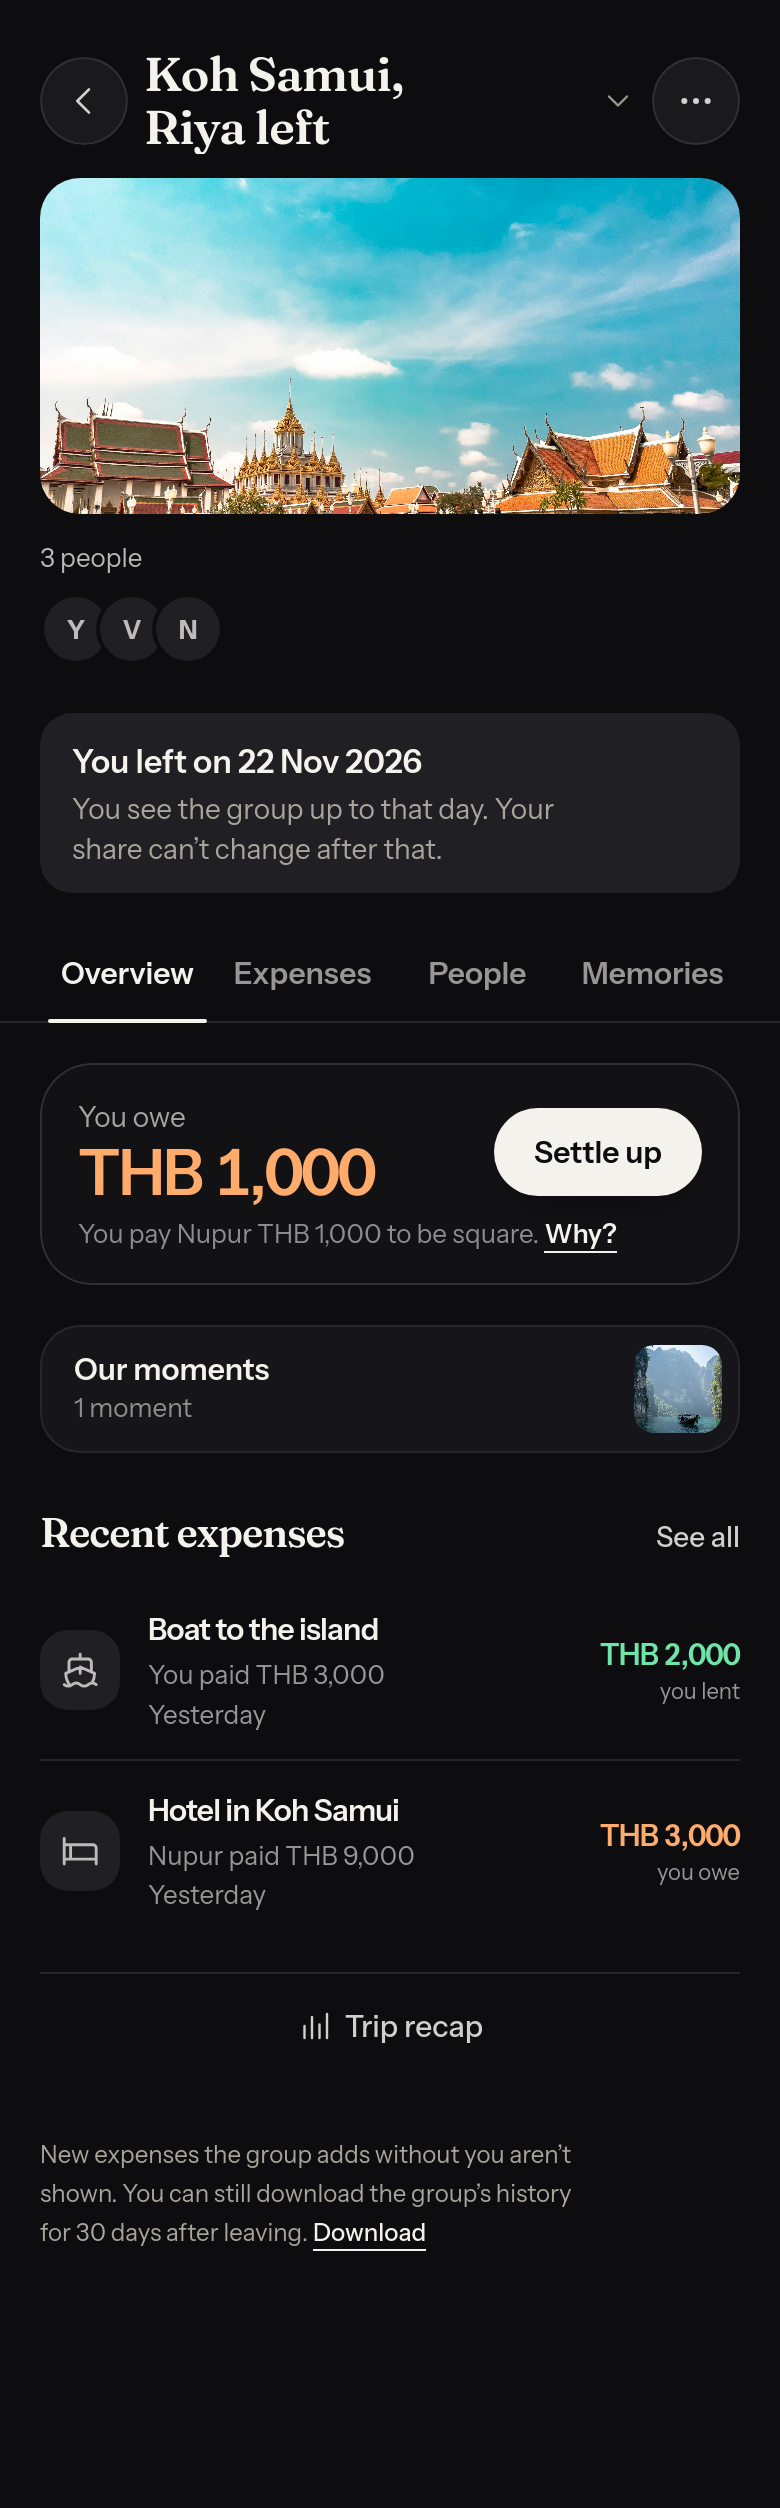 Koh Samui,
Riya left
3 people
Y V N
You left on 22 Nov 2026
You see the group up to that day. Your
share can’t change after that.
Overview Expenses People Memories
You owe
THB 1,000
Settle up
You pay Nupur THB 1,000 to be square. Why?
Our moments
1 moment
Recent expenses See all
Boat to the island
You paid THB 3,000
Yesterday
THB 2,000
you lent
Hotel in Koh Samui
Nupur paid THB 9,000
Yesterday
THB 3,000
you owe
Trip recap
New expenses the group adds without you aren’t
shown. You can still download the group’s history
for 30 days after leaving. Download